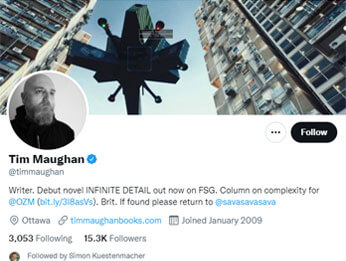 Follow
Tim Maughan
@timmaughan
Writer. Debut novel INFINITE DETAIL out now on FSG. Column on complexity for
@OZM (bit.ly/3l8asVs). Brit. If found please return to @savasavasava
Ottawa timmaughanbooks.com Joined January 2009
3,053 Following 15.3K Followers
Followed by Simon Kuestenmacher